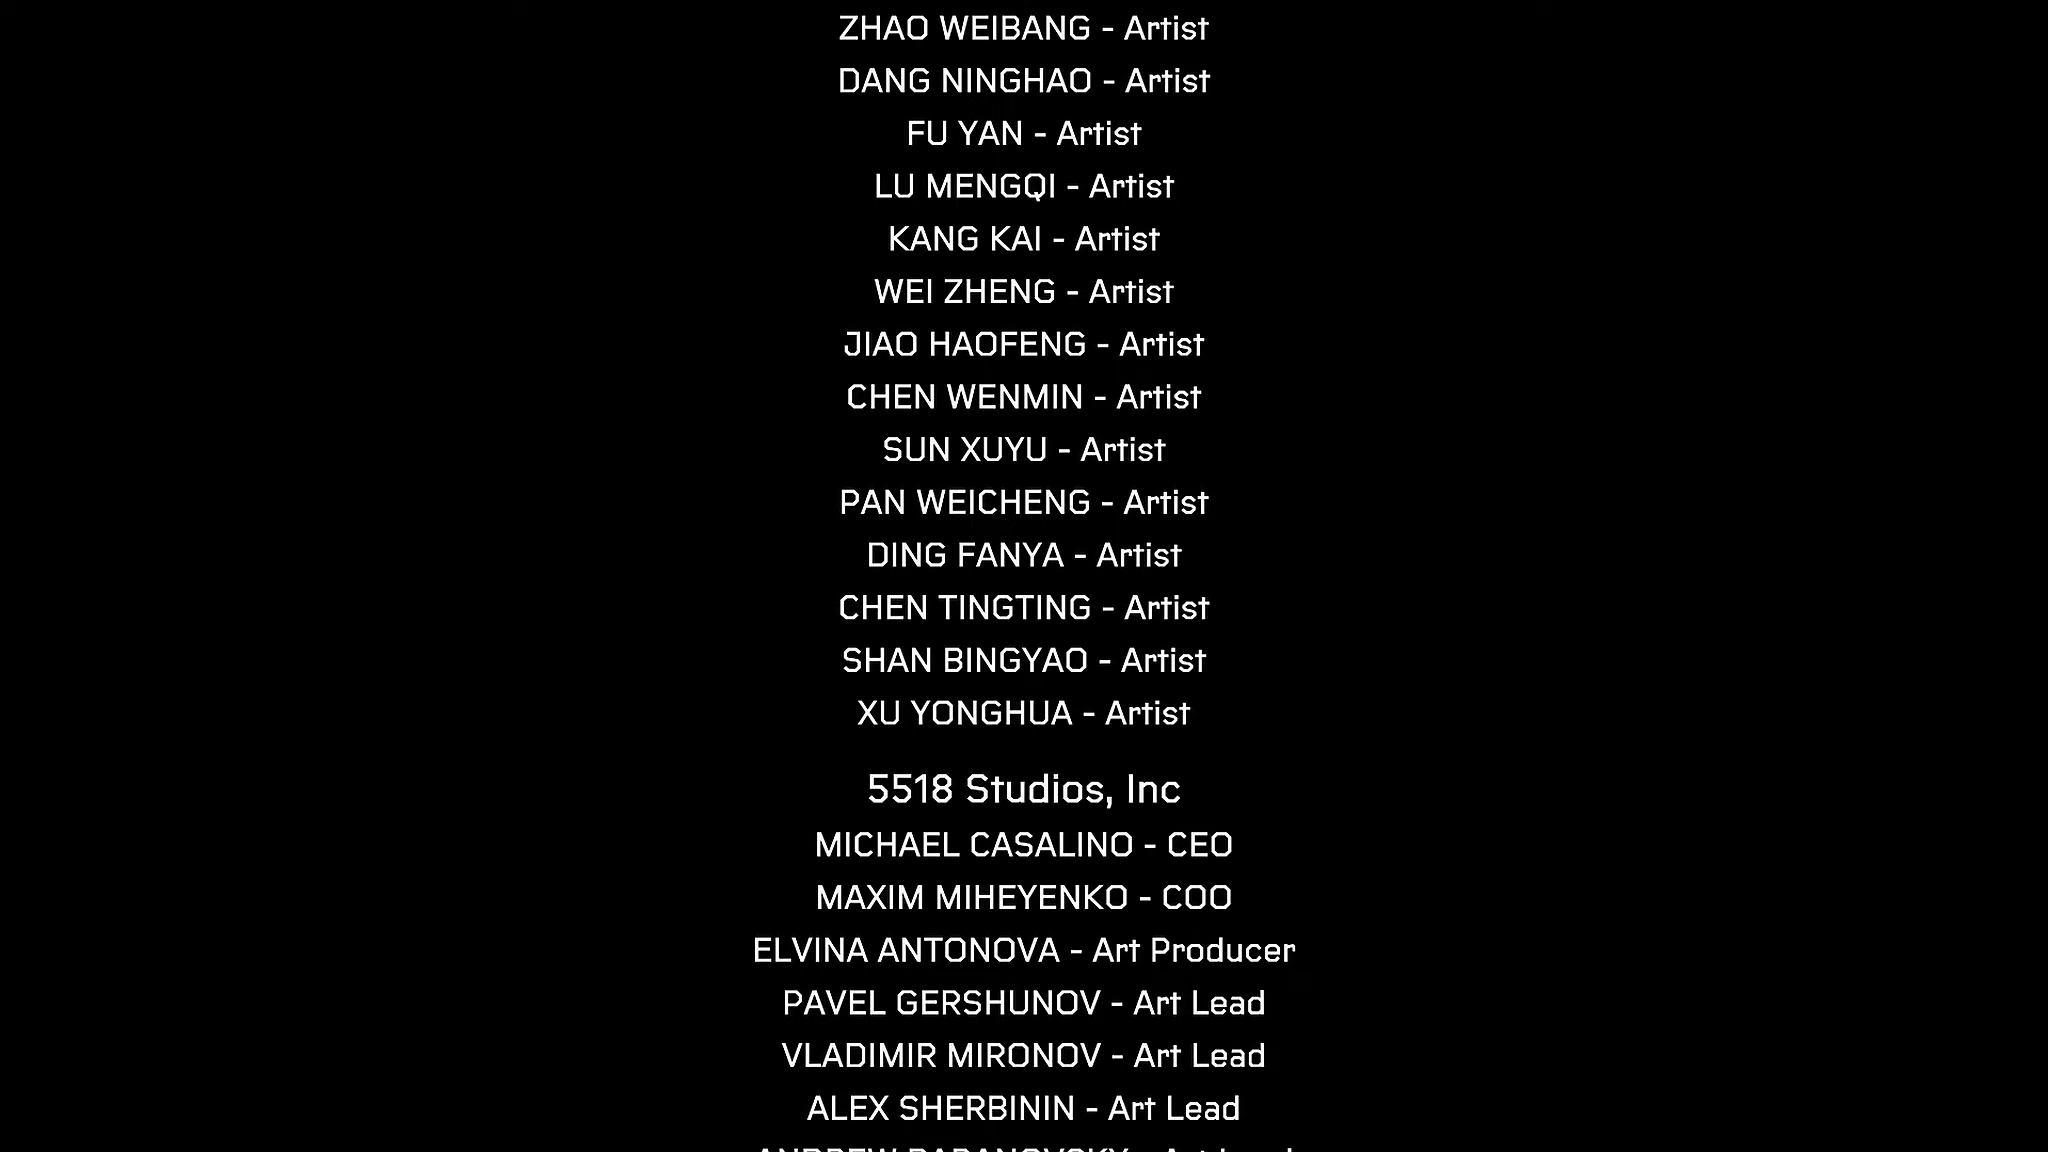 ZHAO WEIBANG - Artist
DANG NINGHAO - Artist
FU YAN - Artist
LU MENGQI - Artist
KANG KAI - Artist
WEI ZHENG - Artist
JIAO HAOFENG - Artist
CHEN WENMIN - Artist
SUN XUYU - Artist
PAN WEICHENG - Artist
DING FANYA - Artist
CHEN TINGTING - Artist
SHAN BINGYAO - Artist
XU YONGHUA - Artist
5518 Studios, Inc
MICHAEL CASALINO - CEO
MAXIM MIHEYENKO - COO
ELVINA ANTONOVA - Art Producer
PAVEL GERSHUNOV - Art Lead
VLADIMIR MIRONOV - Art Lead
ALEX SHERBININ - Art Lead